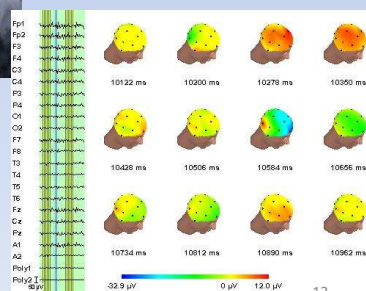 Fp1
Fp2
F3
F4
C3
C4
P3
P4
O1
O2
F7
F8
T3
T4
T5
T6
Fz
Cz
Pz
A1
A2
Poly1
Poly2
50 µV
10122 ms 10200 ms 10278 ms 10350 ms
10428 ms 10506 ms 10584 ms 10656 ms
10734 ms 10812 ms 10890 ms 10962 ms
-32.9 µV 0 µV 12.0 µV